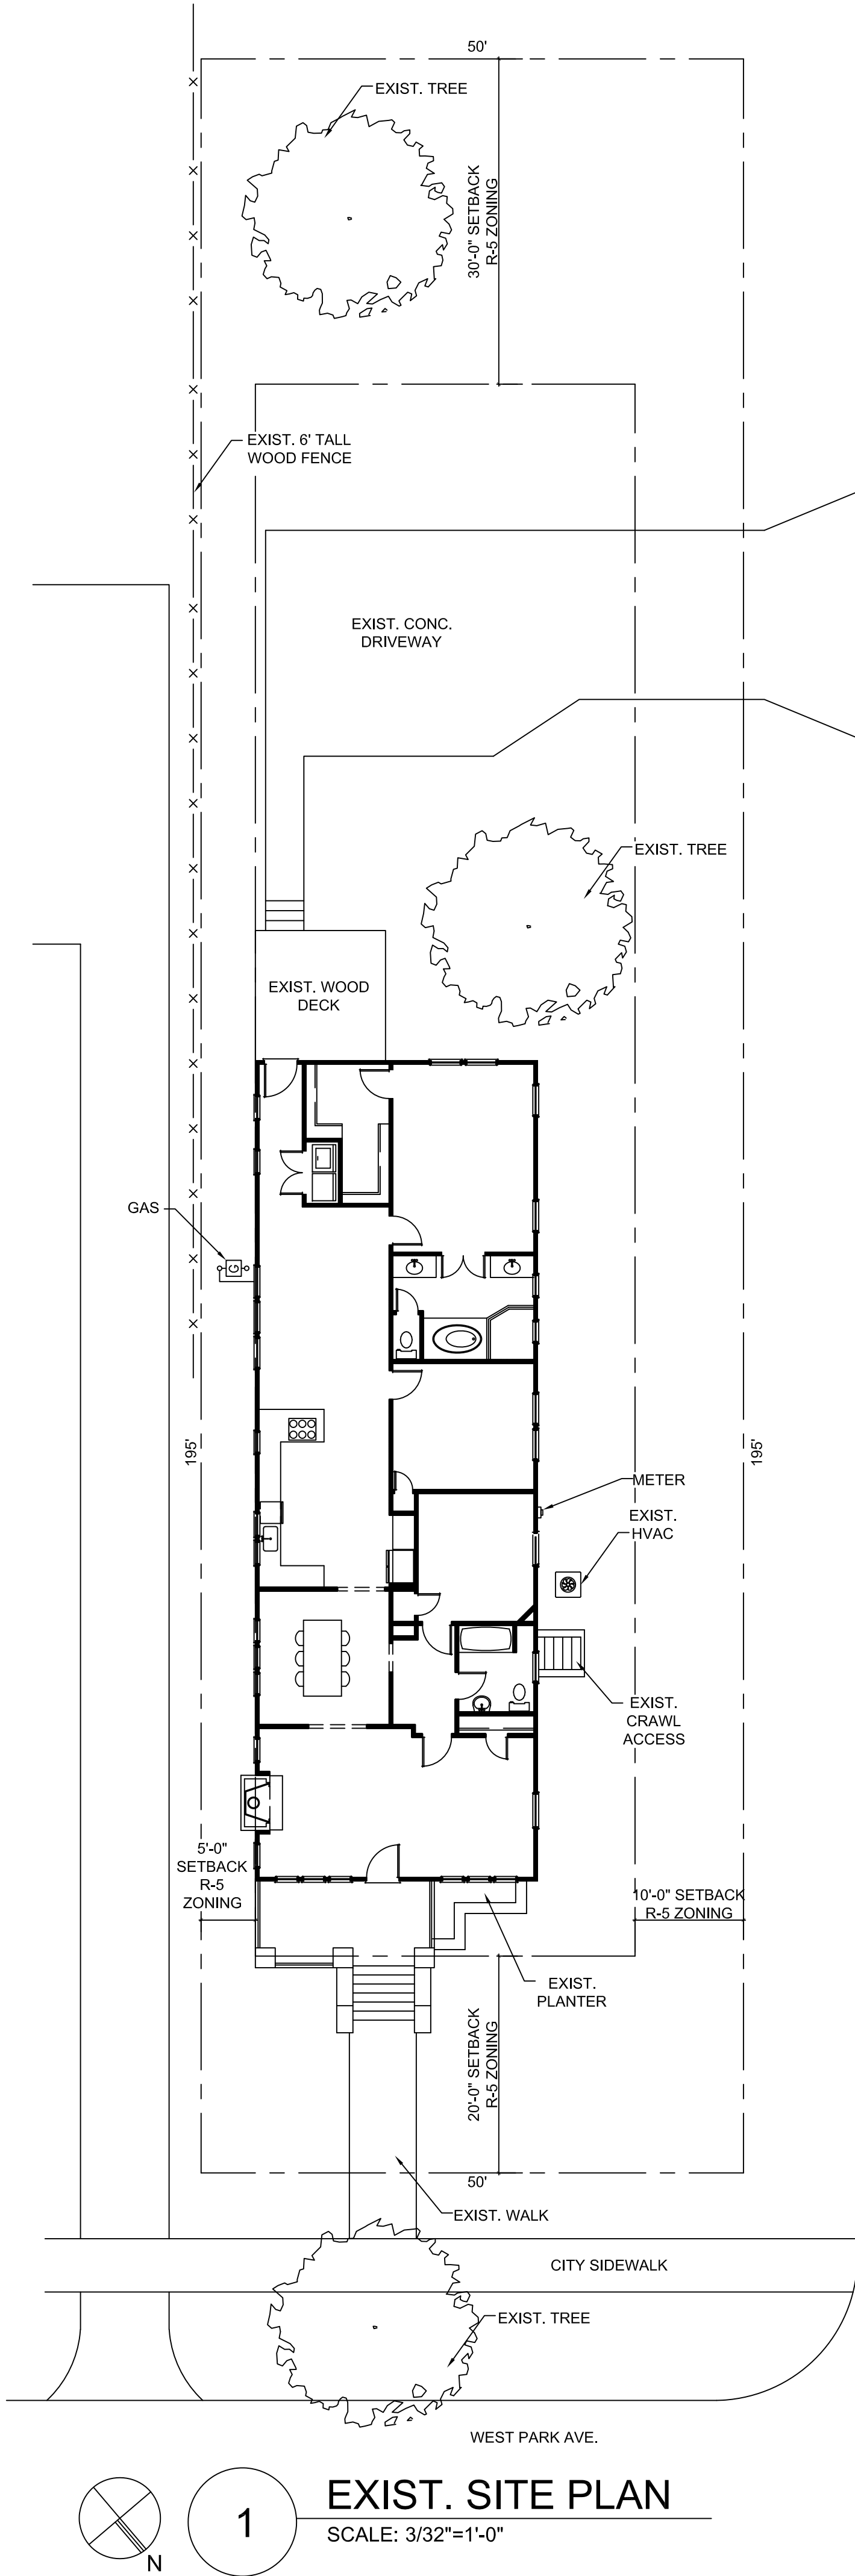 50'
EXIST. TREE
30'-0" SETBACK
R-5 ZONING
EXIST. 6' TALL
WOOD FENCE
EXIST. CONC.
DRIVEWAY
EXIST. TREE
EXIST. WOOD
DECK
GAS
G
195'
195'
METER
EXIST.
HVAC
EXIST.
CRAWL
ACCESS
5'-0"
SETBACK
R-5
ZONING
10'-0" SETBACK
R-5 ZONING
EXIST.
PLANTER
20'-0" SETBACK
R-5 ZONING
50'
EXIST. WALK
CITY SIDEWALK
EXIST. TREE
WEST PARK AVE.
N
1
EXIST. SITE PLAN
SCALE: 3/32"=1'-0"